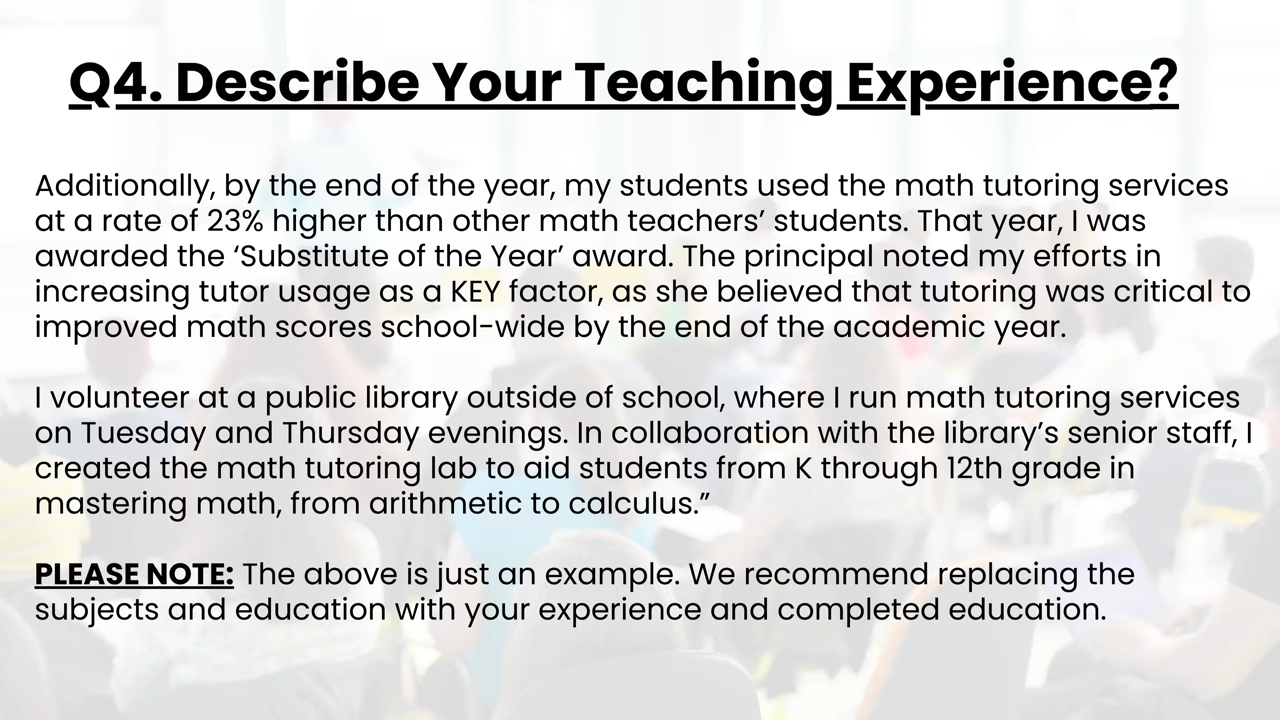 Q4. Describe Your Teaching Experience?
Additionally, by the end of the year, my students used the math tutoring services
at a rate of 23% higher than other math teachers’ students. That year, I was
awarded the ‘Substitute of the Year’ award. The principal noted my efforts in
increasing tutor usage as a KEY factor, as she believed that tutoring was critical to
improved math scores school-wide by the end of the academic year.
I volunteer at a public library outside of school, where I run math tutoring services
on Tuesday and Thursday evenings. In collaboration with the library’s senior staff, I
created the math tutoring lab to aid students from K through 12th grade in
mastering math, from arithmetic to calculus.”
PLEASE NOTE: The above is just an example. We recommend replacing the
subjects and education with your experience and completed education.